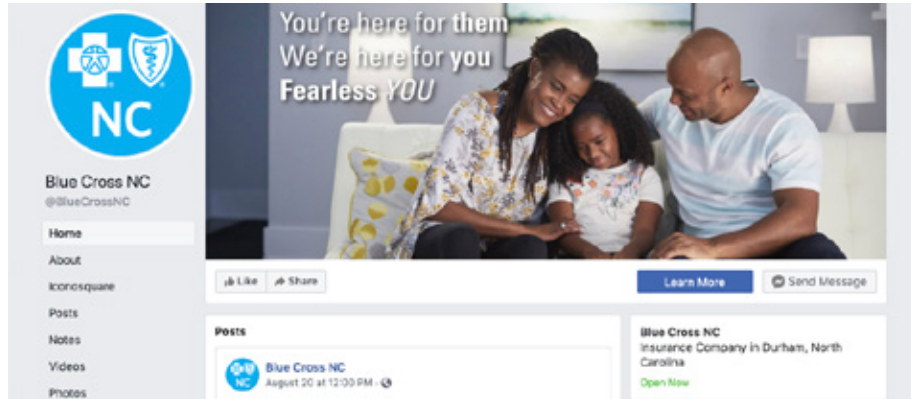 You're here for them
We're here for you
Fearless YOU
NC
Blue Cross NC
@BlueCrossNC
Home
About
Iconosquare
Posts
Notes
Videos
Photos
Like
Share
Learn More
Send Message
Posts
Blue Cross NC
August 20 at 12:00 PM ·
NC
Blue Cross NC
Insurance Company in Durham, North
Carolina
Open Now